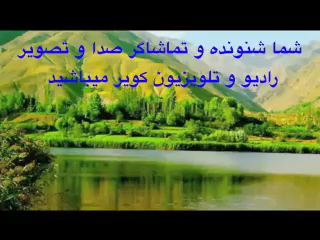 شما شنونده و تماشاگر صدا و تصویر
رادیو و تلویزیون کویر میباشید